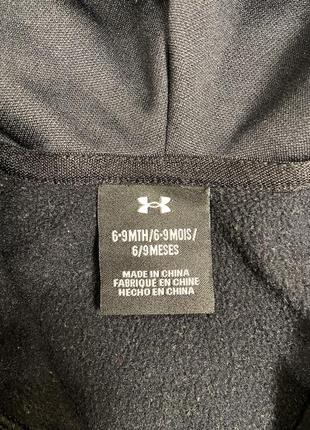 6-9MTH/6-9MOIS/
6/9MESES
MADE IN CHINA
FABRIQUÉ EN CHINE
HECHO EN CHINA